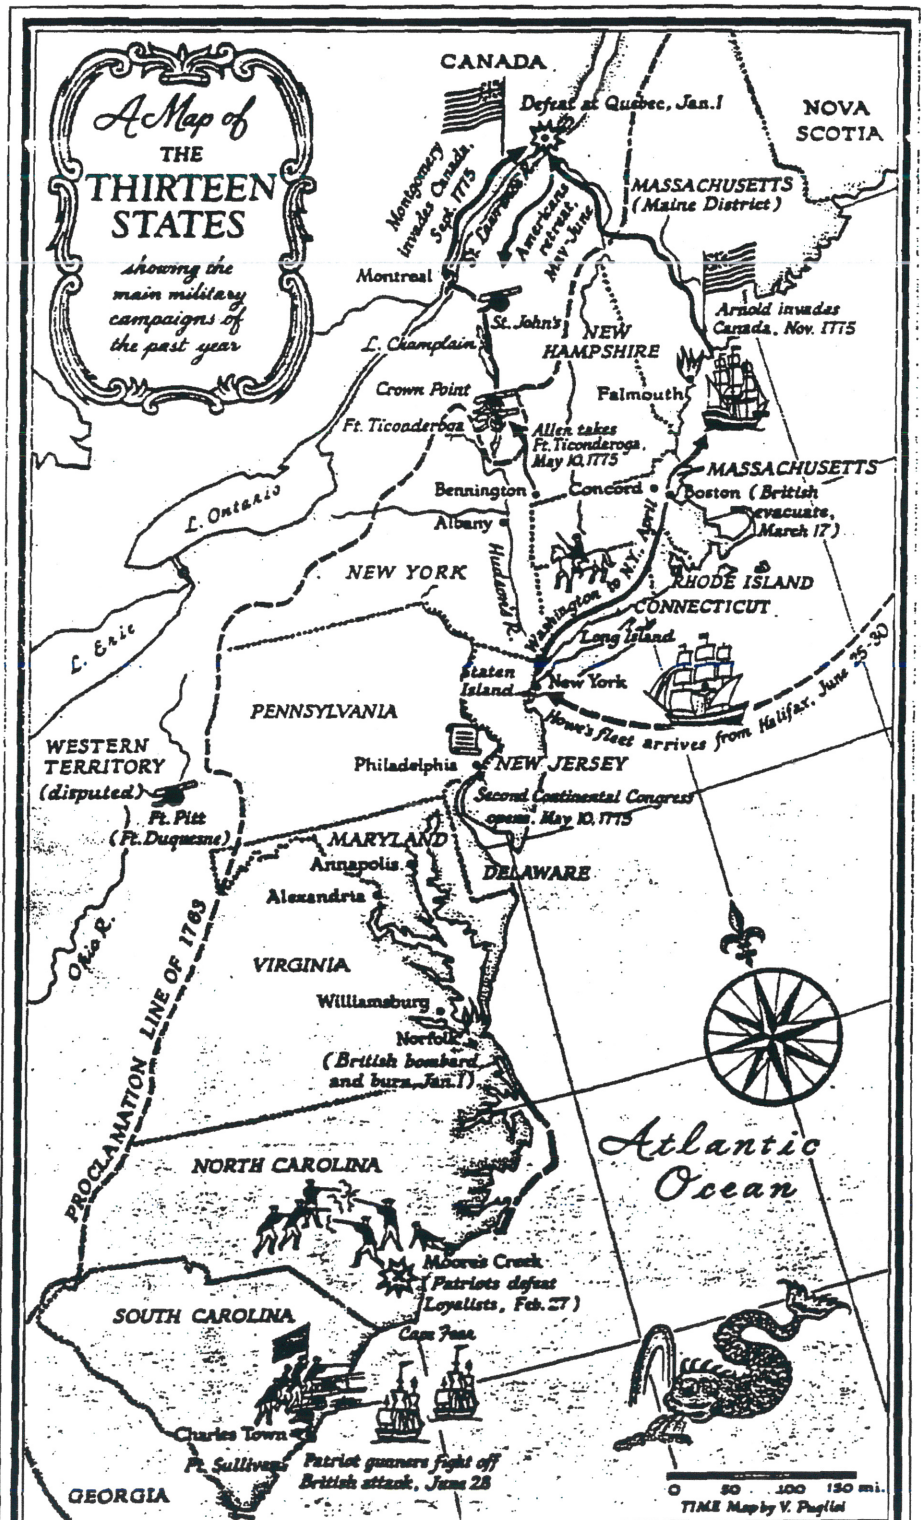 A Map of
THE
THIRTEEN
STATES
showing the
main military
campaigns of
the past year
CANADA
Defeat at Quebec, Jan. 1
NOVA
SCOTIA
Montgomery
invades Canada,
Sept. 1775
St. Lawrence R.
Americans
retreat,
May-June
MASSACHUSETTS
(Maine District)
Montreal
St. John's
Arnold invades
Canada, Nov. 1775
L. Champlain
NEW
HAMPSHIRE
Crown Point
Falmouth
Ft. Ticonderoga
Allen takes
Ft. Ticonderoga,
May 10, 1775
MASSACHUSETTS
Bennington
Concord
Boston (British
evacuate,
March 17)
L. Ontario
Albany
Hudson's R.
Washington to N.Y. April
NEW YORK
RHODE ISLAND
CONNECTICUT
L. Erie
Long Island
Staten
Island
New York
Howe's fleet arrives from Halifax, June 25-30
PENNSYLVANIA
WESTERN
TERRITORY
(disputed)
Philadelphia
NEW JERSEY
Second Continental Congress
opens, May 10, 1775
Ft. Pitt
(Ft. Duquesne)
MARYLAND
Annapolis
DELAWARE
Alexandria
Ohio R.
PROCLAMATION LINE OF 1763
VIRGINIA
Williamsburg
Norfolk
(British bombard
and burn, Jan. 1)
Atlantic
Ocean
NORTH CAROLINA
Moore's Creek
(Patriots defeat
Loyalists, Feb. 27)
SOUTH CAROLINA
Cape Fear
Charles Town
Ft. Sullivan
Patriot gunners fight off
British attack, June 28
GEORGIA
0 50 100 150 mi.
TIME Map by V. Puglisi